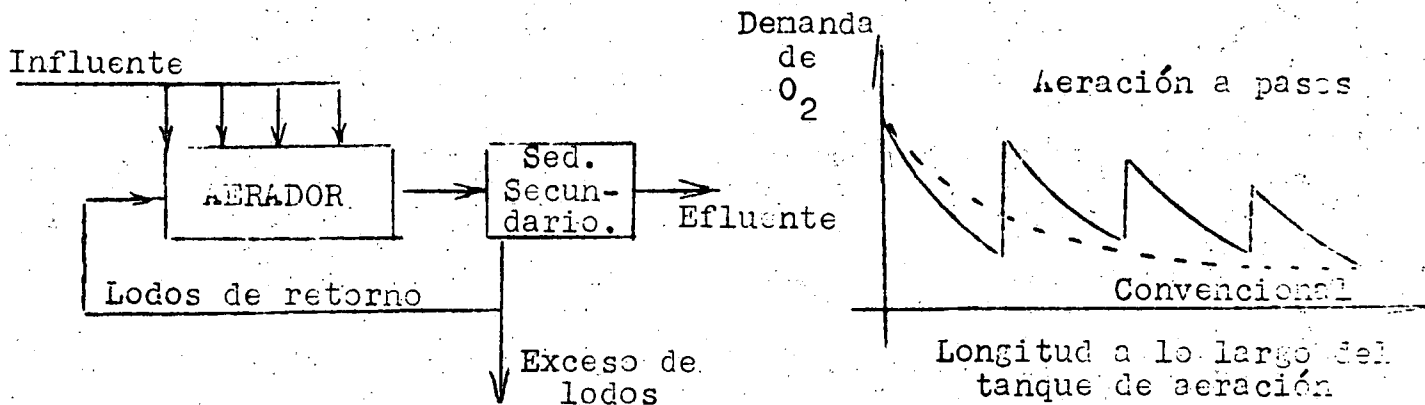 Influente
AERADOR
Sed.
Secun-
dario.
Efluente
Lodos de retorno
Exceso de
lodos
Demanda
de
O2
Aeración a pasos
Convencional
Longitud a lo largo del
tanque de aeración